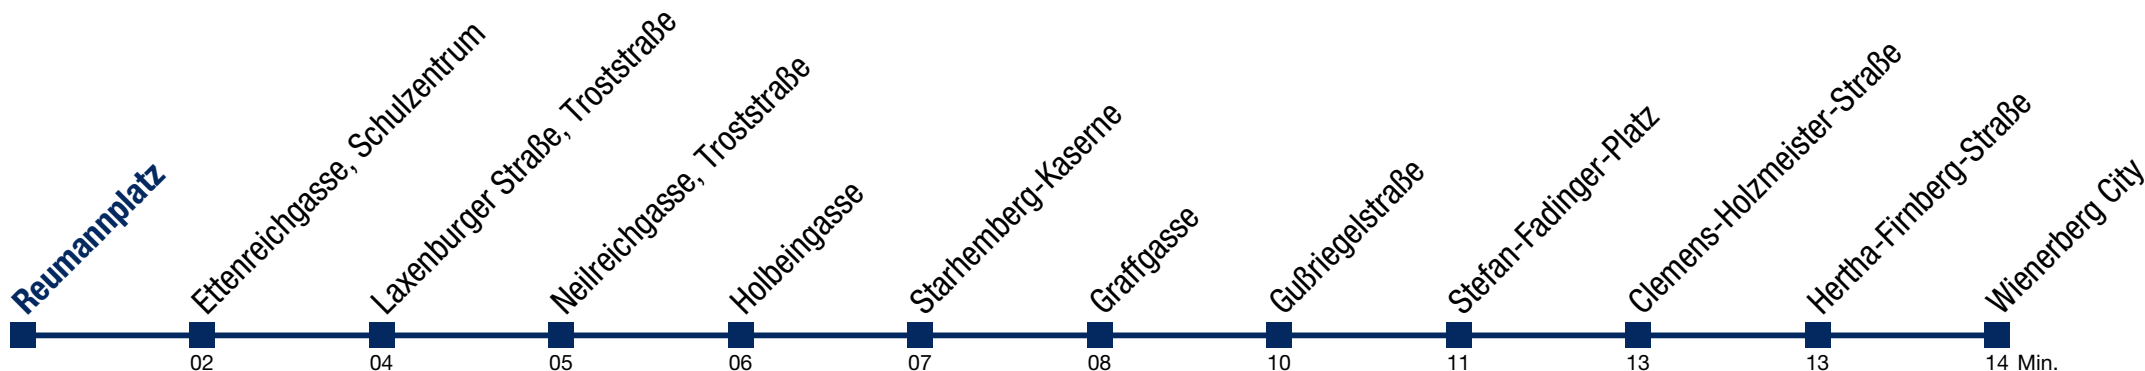 Reumannplatz
Ettenreichgasse, Schulzentrum
Laxenburger Straße, Troststraße
Neilreichgasse, Troststraße
Holbeingasse
Starhemberg-Kaserne
Graffgasse
Gußriegelstraße
Stefan-Fadinger-Platz
Clemens-Holzmeister-Straße
Hertha-Firnberg-Straße
Wienerberg City
02 04 05 06 07 08 10 11 13 13 14 Min.